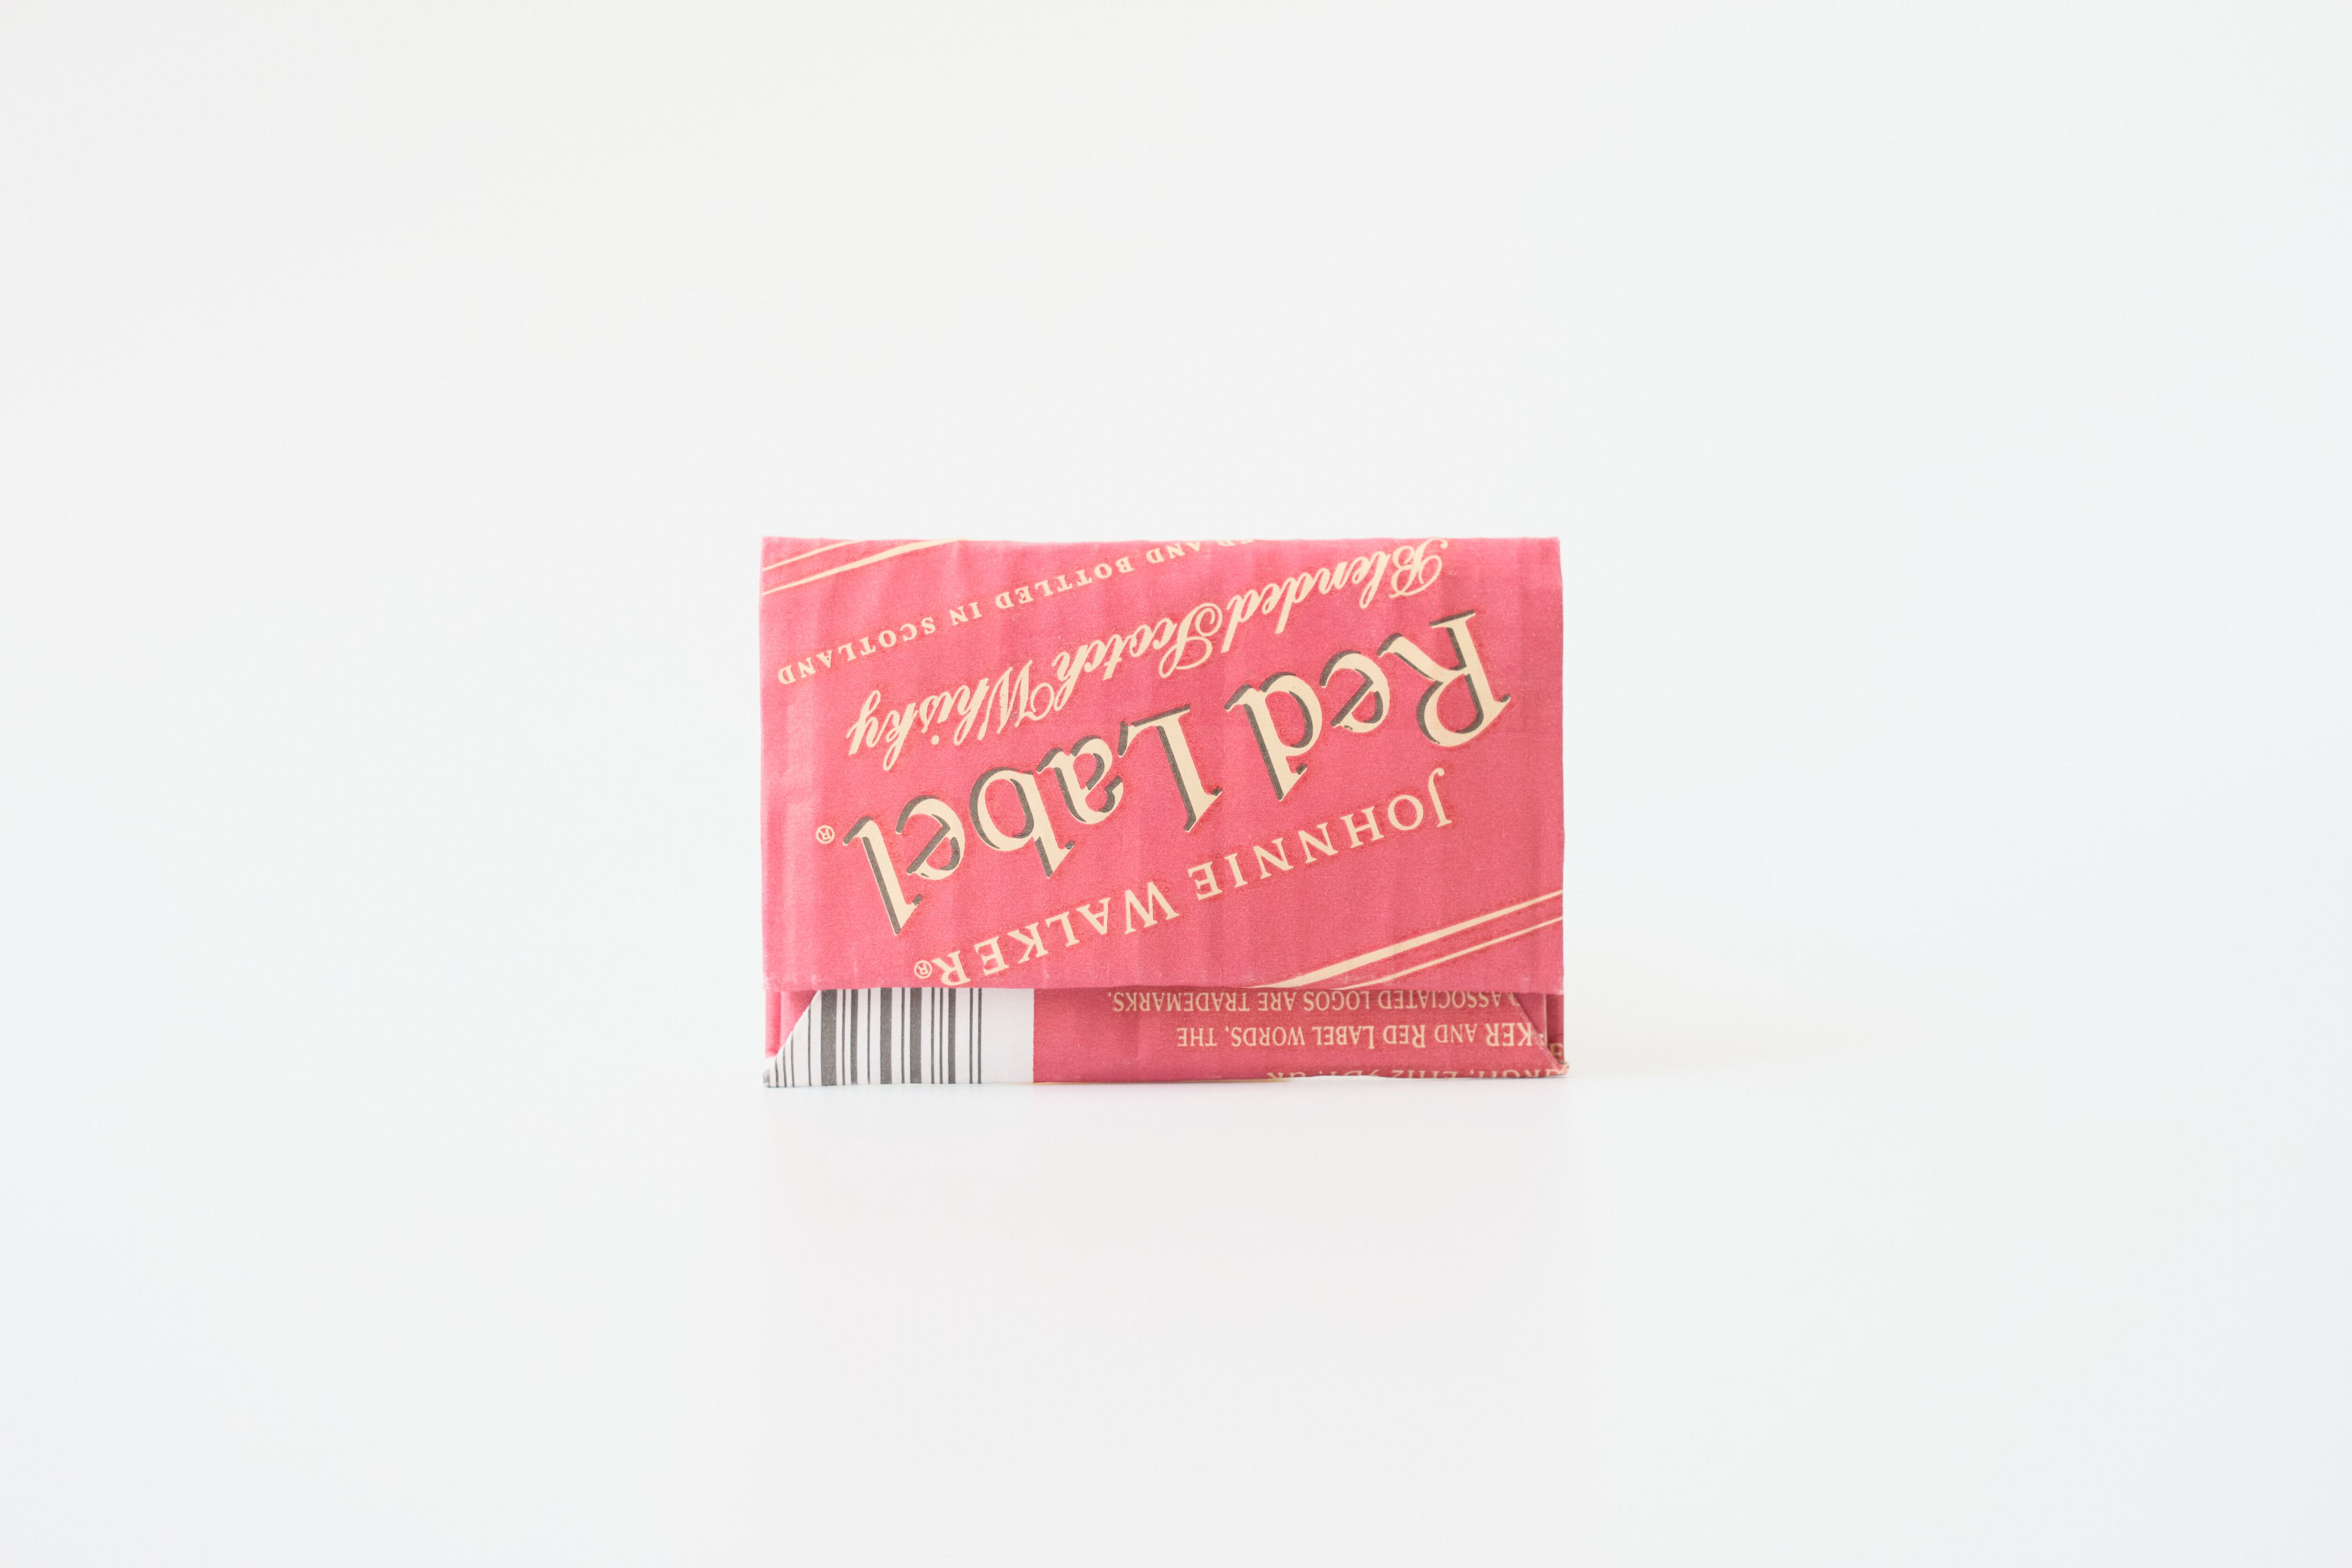 KER AND RED LABEL WORDS, THE
ASSOCIATED LOGOS ARE TRADEMARKS.
JOHNNIE WALKER®
Red Label®
Blended Scotch Whisky
AND BOTTLED IN SCOTLAND